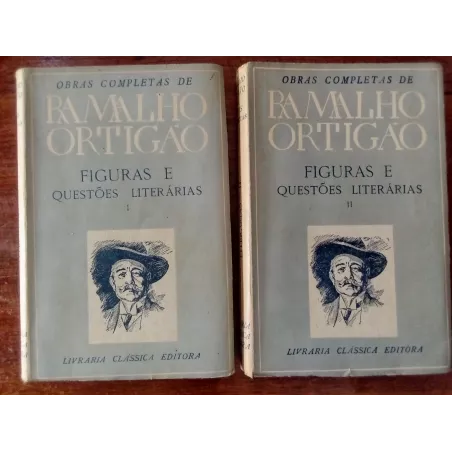 OBRAS COMPLETAS DE
RAMALHO
ORTIGÃO
FIGURAS E
QUESTÕES LITERÁRIAS
I
LIVRARIA CLÁSSICA EDITORA
OBRAS COMPLETAS DE
RAMALHO
ORTIGÃO
FIGURAS E
QUESTÕES LITERÁRIAS
II
LIVRARIA CLÁSSICA EDITORA